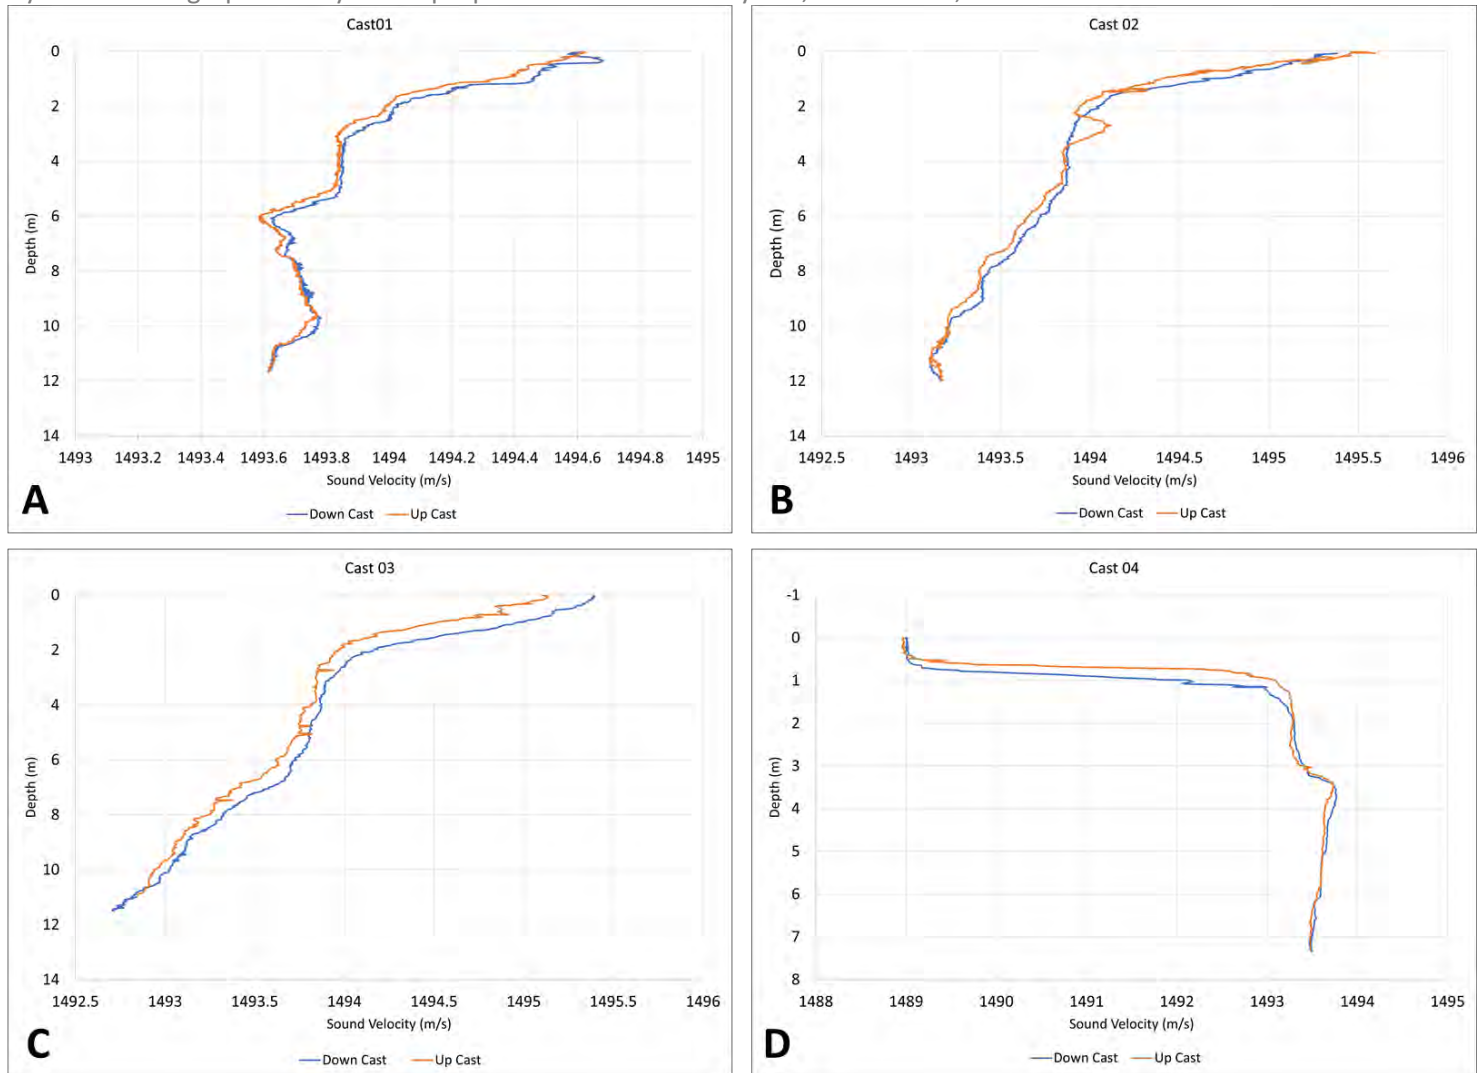 Cast01
0
2
4
6
8
10
12
14
Depth (m)
1493 1493.2 1493.4 1493.6 1493.8 1494 1494.2 1494.4 1494.6 1494.8 1495
Sound Velocity (m/s)
Down Cast Up Cast
A
Cast 02
0
2
4
6
8
10
12
14
Depth (m)
1492.5 1493 1493.5 1494 1494.5 1495 1495.5 1496
Sound Velocity (m/s)
Down Cast Up Cast
B
Cast 03
0
2
4
6
8
10
12
14
Depth (m)
1492.5 1493 1493.5 1494 1494.5 1495 1495.5 1496
Sound Velocity (m/s)
Down Cast Up Cast
C
Cast 04
-1
0
1
2
3
4
5
6
7
8
Depth (m)
1488 1489 1490 1491 1492 1493 1494 1495
Sound Velocity (m/s)
Down Cast Up Cast
D